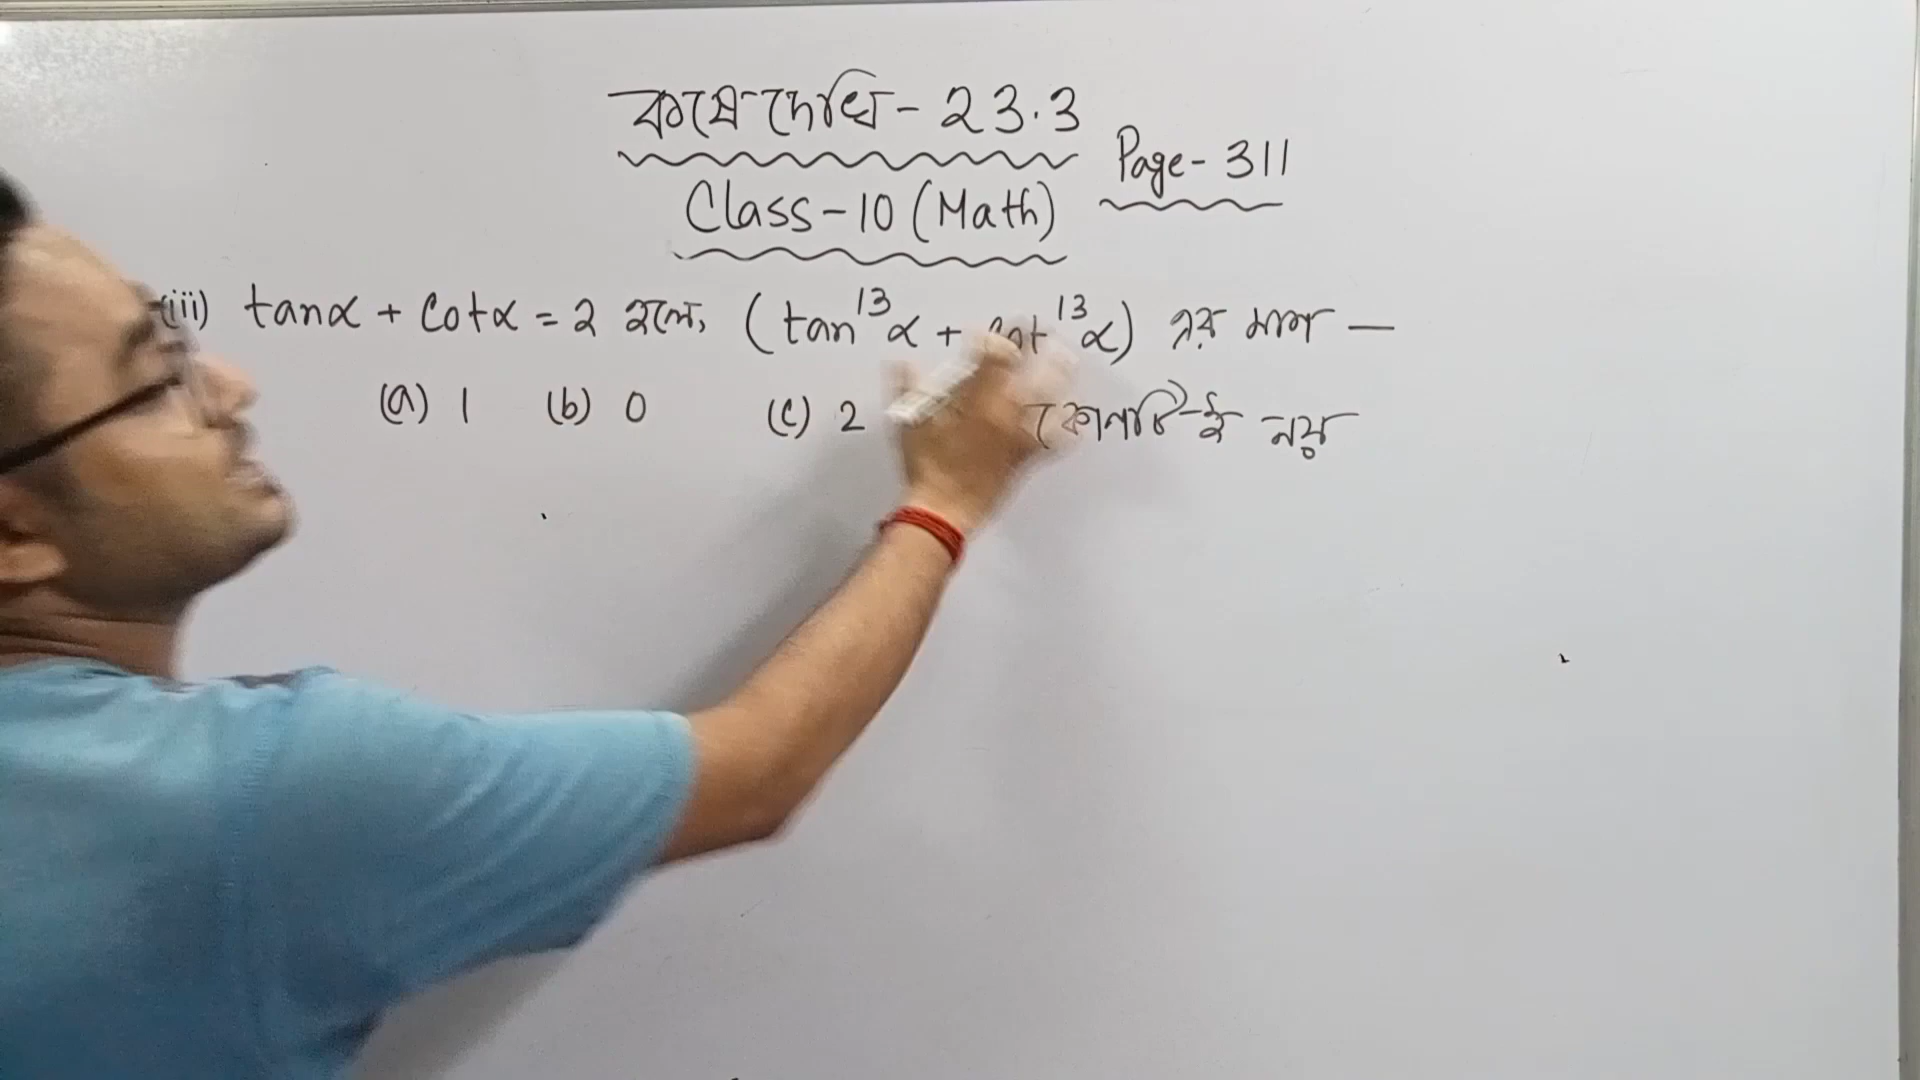 কষে দেখি - 23.3
Page - 311
Class - 10 (Math)
(iii) tanα + Cotα = 2 হলে, (tan¹³α + Cot¹³α) এর মান —
(a) 1 (b) 0 (c) 2 কোনটি-ই নয়